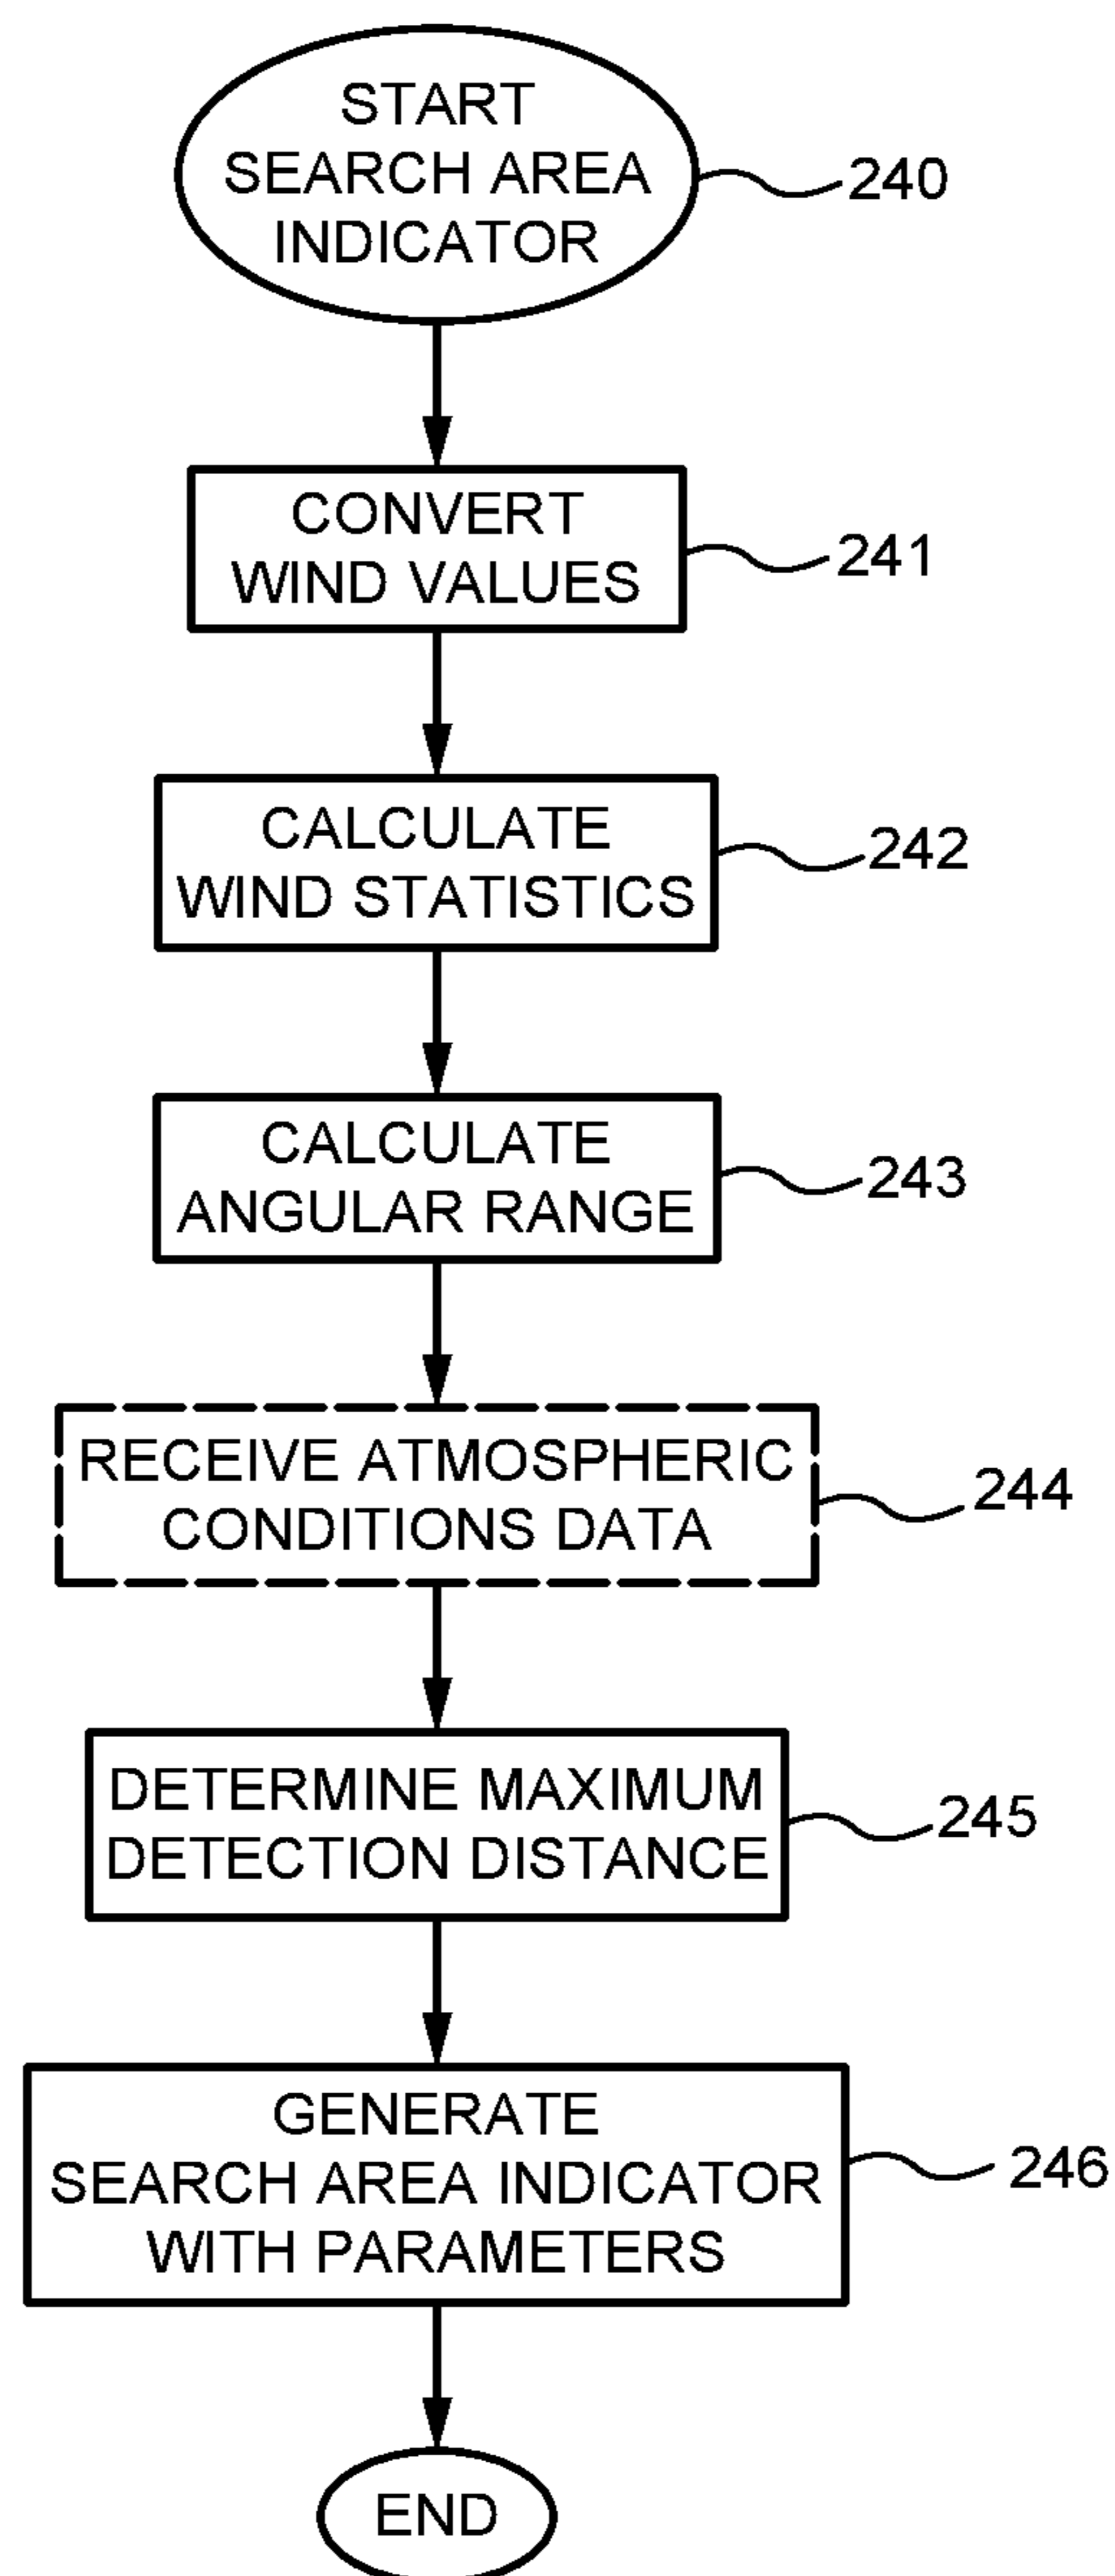 START
SEARCH AREA
INDICATOR
240
CONVERT
WIND VALUES
241
CALCULATE
WIND STATISTICS
242
CALCULATE
ANGULAR RANGE
243
RECEIVE ATMOSPHERIC
CONDITIONS DATA
244
DETERMINE MAXIMUM
DETECTION DISTANCE
245
GENERATE
SEARCH AREA INDICATOR
WITH PARAMETERS
246
END